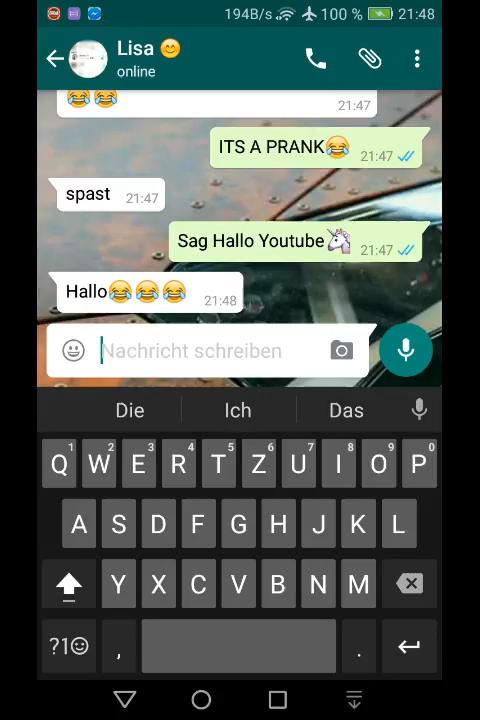 194B/s 100 % 21:48
Lisa 😊
online
😂😂
21:47
ITS A PRANK😂 21:47
spast 21:47
Sag Hallo Youtube🦄 21:47
Hallo😂😂😂 21:48
Nachricht schreiben
Die Ich Das
1 2 3 4 5 6 7 8 9 0
Q W E R T Z U I O P
A S D F G H J K L
Y X C V B N M
?1☺ , .